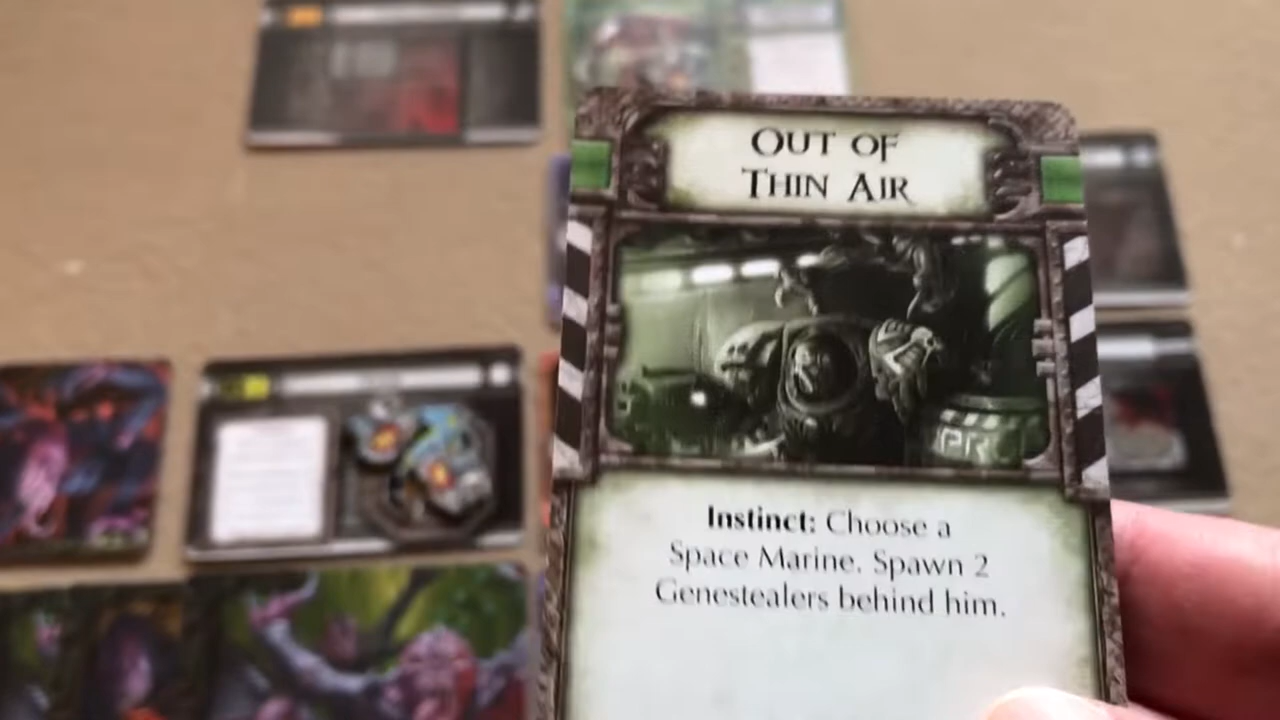 OUT OF
THIN AIR
Instinct: Choose a
Space Marine. Spawn 2
Genestealers behind him.